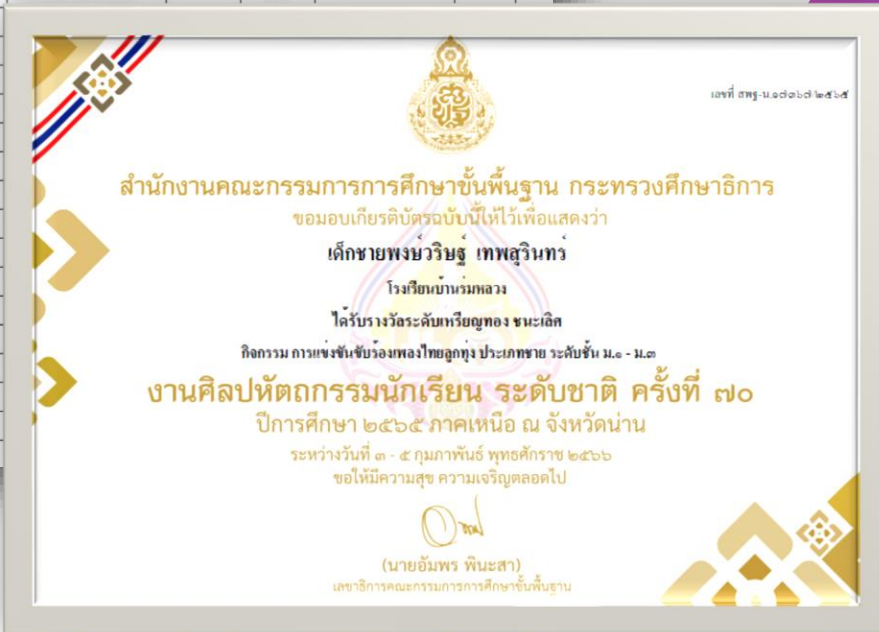 เลขที่ สพฐ-น.๑๗๓๖๗/๒๕๖๕
สำนักงานคณะกรรมการการศึกษาขั้นพื้นฐาน กระทรวงศึกษาธิการ
ขอมอบเกียรติบัตรฉบับนี้ให้ไว้เพื่อแสดงว่า
เด็กชายพงษ์วริษฐ์ เทพสุรินทร์
โรงเรียนบ้านร่มหลวง
ได้รับรางวัลระดับเหรียญทอง ชนะเลิศ
กิจกรรม การแข่งขันขับร้องเพลงไทยลูกทุ่ง ประเภทชาย ระดับชั้น ม.๑ - ม.๓
งานศิลปหัตถกรรมนักเรียน ระดับชาติ ครั้งที่ ๗๐
ปีการศึกษา ๒๕๖๕ ภาคเหนือ ณ จังหวัดน่าน
ระหว่างวันที่ ๓ - ๕ กุมภาพันธ์ พุทธศักราช ๒๕๖๖
ขอให้มีความสุข ความเจริญตลอดไป
(นายอัมพร พินะสา)
เลขาธิการคณะกรรมการการศึกษาขั้นพื้นฐาน